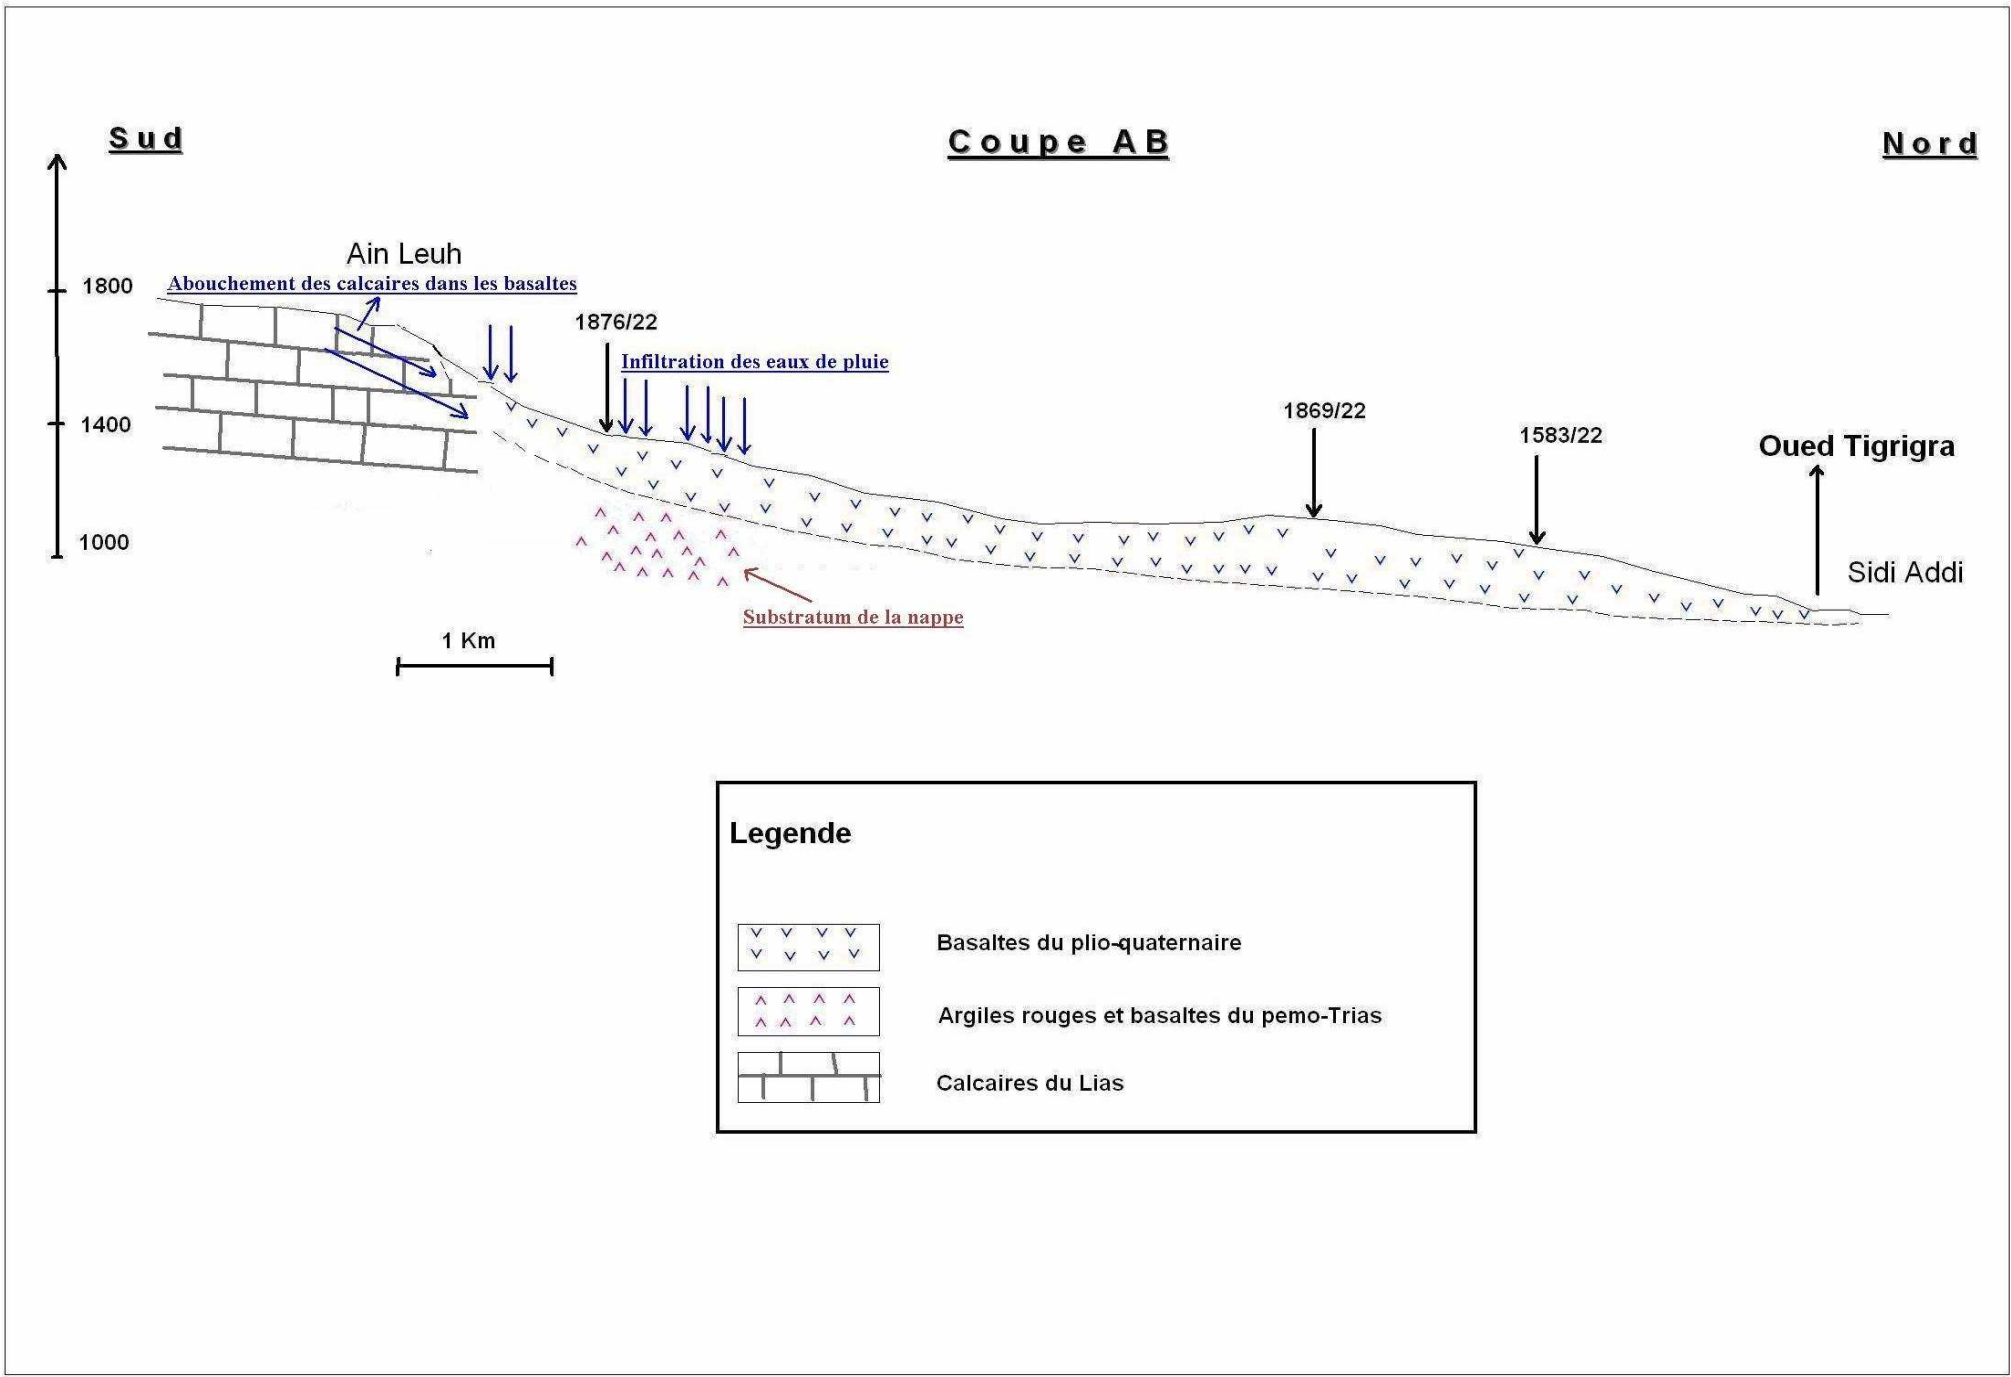 Sud
Coupe AB
Nord
Ain Leuh
Abouchement des calcaires dans les basaltes
1800
1876/22
Infiltration des eaux de pluie
1869/22
1400
1583/22
Oued Tigrigra
1000
Sidi Addi
Substratum de la nappe
1 Km
Legende
Basaltes du plio-quaternaire
Argiles rouges et basaltes du pemo-Trias
Calcaires du Lias